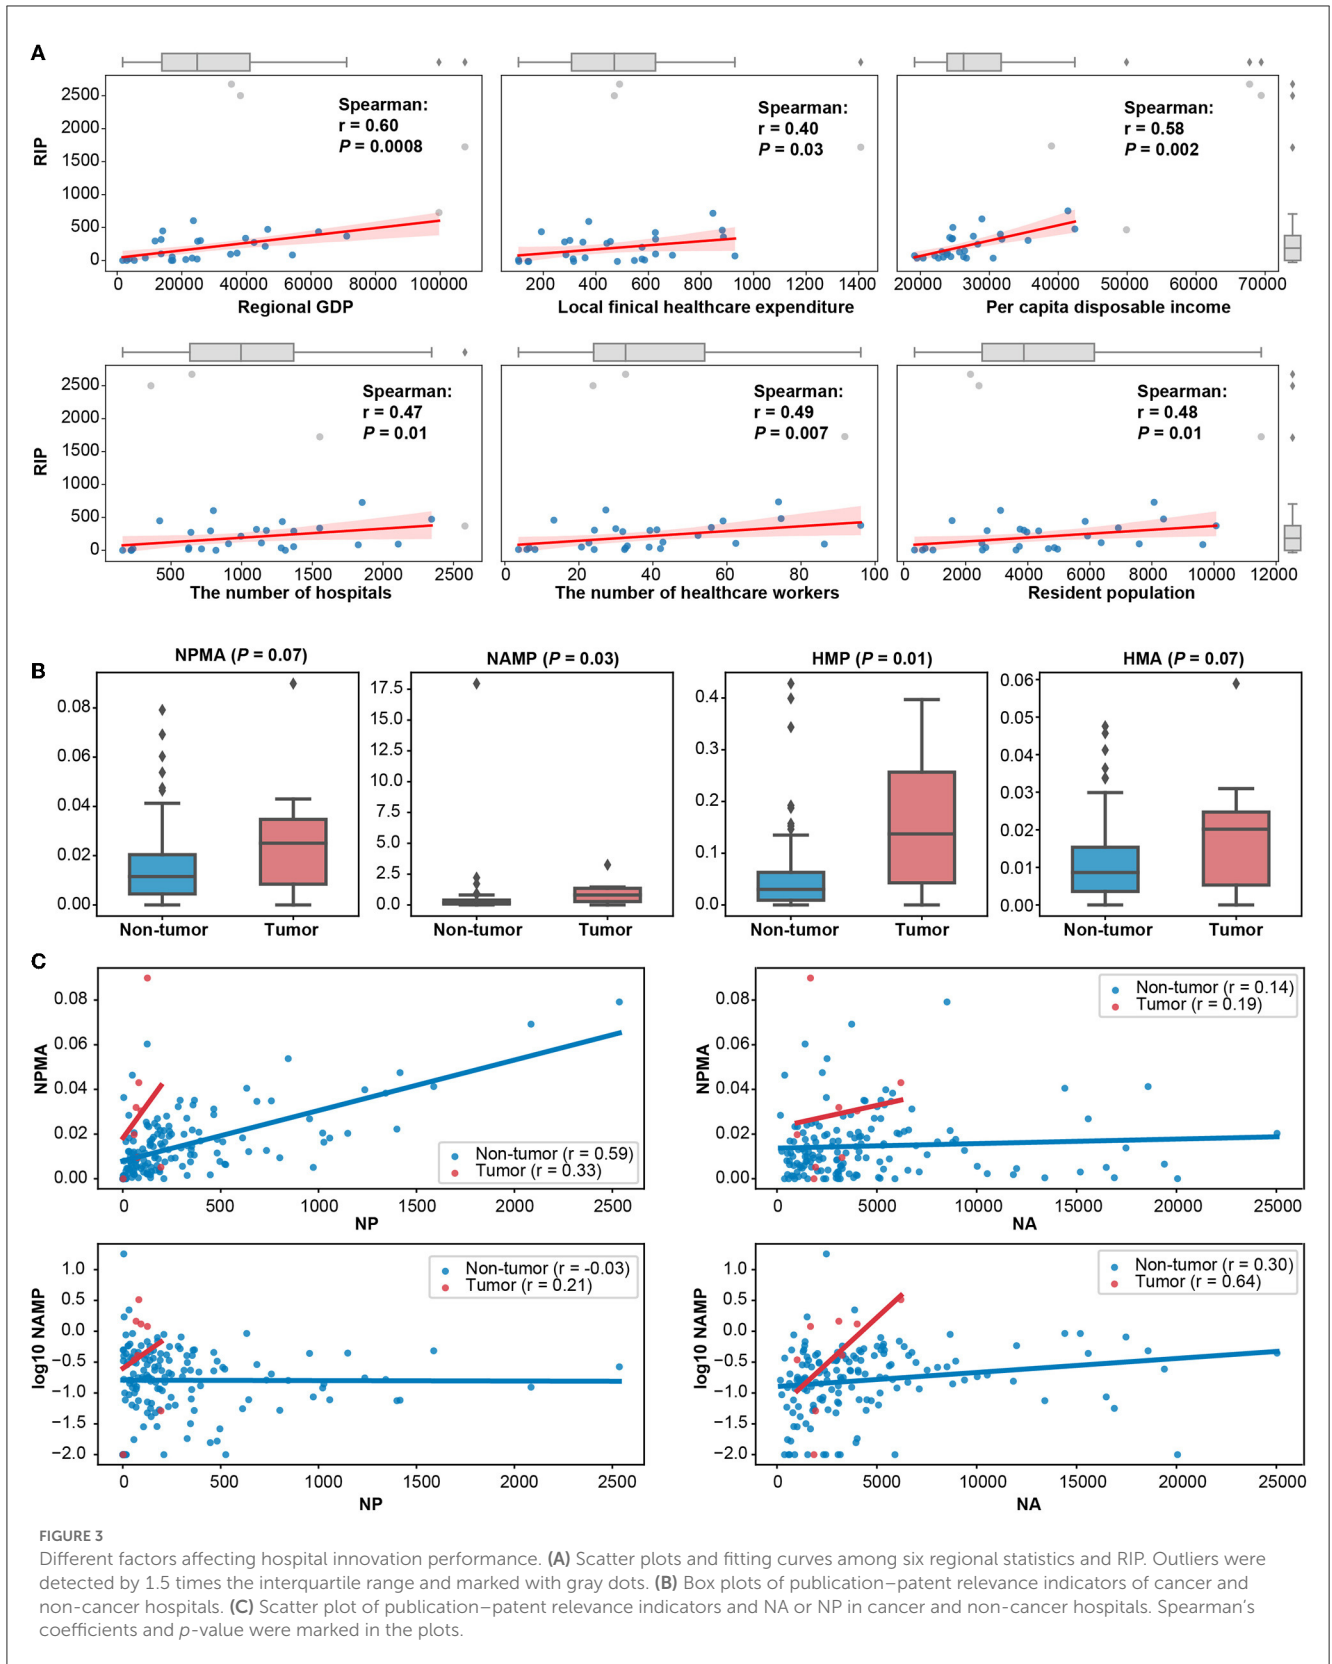 A
Spearman:
r = 0.60
P = 0.0008
Spearman:
r = 0.40
P = 0.03
Spearman:
r = 0.58
P = 0.002
RIP
2500
2000
1500
1000
500
0
0 20000 40000 60000 80000 100000
200 400 600 800 1000 1200 1400
20000 30000 40000 50000 60000 70000
Regional GDP
Local finical healthcare expenditure
Per capita disposable income
Spearman:
r = 0.47
P = 0.01
Spearman:
r = 0.49
P = 0.007
Spearman:
r = 0.48
P = 0.01
RIP
2500
2000
1500
1000
500
0
500 1000 1500 2000 2500
0 20 40 60 80 100
0 2000 4000 6000 8000 10000 12000
The number of hospitals
The number of healthcare workers
Resident population
B
NPMA (P = 0.07)
0.08
0.06
0.04
0.02
0.00
Non-tumor Tumor
NAMP (P = 0.03)
17.5
15.0
12.5
10.0
7.5
5.0
2.5
0.0
Non-tumor Tumor
HMP (P = 0.01)
0.4
0.3
0.2
0.1
0.0
Non-tumor Tumor
HMA (P = 0.07)
0.06
0.05
0.04
0.03
0.02
0.01
0.00
Non-tumor Tumor
C
NPMA
0.08
0.06
0.04
0.02
0.00
Non-tumor (r = 0.59)
Tumor (r = 0.33)
0 500 1000 1500 2000 2500
NP
NPMA
0.08
0.06
0.04
0.02
0.00
Non-tumor (r = 0.14)
Tumor (r = 0.19)
0 5000 10000 15000 20000 25000
NA
log10 NAMP
1.0
0.5
0.0
−0.5
−1.0
−1.5
−2.0
Non-tumor (r = -0.03)
Tumor (r = 0.21)
0 500 1000 1500 2000 2500
NP
log10 NAMP
1.0
0.5
0.0
−0.5
−1.0
−1.5
−2.0
Non-tumor (r = 0.30)
Tumor (r = 0.64)
0 5000 10000 15000 20000 25000
NA
FIGURE 3
Different factors affecting hospital innovation performance. (A) Scatter plots and fitting curves among six regional statistics and RIP. Outliers were
detected by 1.5 times the interquartile range and marked with gray dots. (B) Box plots of publication–patent relevance indicators of cancer and
non-cancer hospitals. (C) Scatter plot of publication–patent relevance indicators and NA or NP in cancer and non-cancer hospitals. Spearman's
coefficients and p-value were marked in the plots.